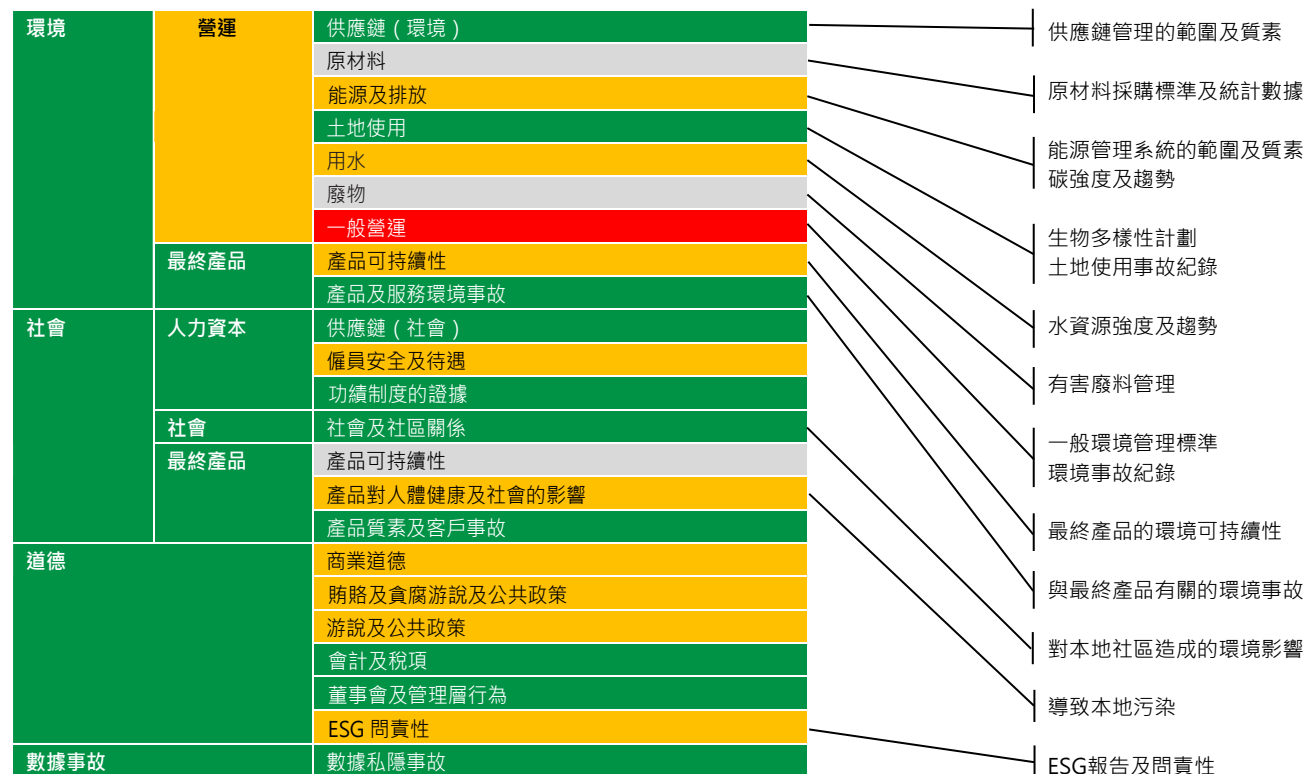 環境
營運
供應鏈（環境）
原材料
能源及排放
土地使用
用水
廢物
一般營運
最終產品
產品可持續性
產品及服務環境事故
社會
人力資本
供應鏈（社會）
僱員安全及待遇
功績制度的證據
社會
社會及社區關係
最終產品
產品可持續性
產品對人體健康及社會的影響
產品質素及客戶事故
道德
商業道德
賄賂及貪腐游說及公共政策
游說及公共政策
會計及稅項
董事會及管理層行為
ESG 問責性
數據事故
數據私隱事故
供應鏈管理的範圍及質素
原材料採購標準及統計數據
能源管理系統的範圍及質素
碳強度及趨勢
生物多樣性計劃
土地使用事故紀錄
水資源強度及趨勢
有害廢料管理
一般環境管理標準
環境事故紀錄
最終產品的環境可持續性
與最終產品有關的環境事故
對本地社區造成的環境影響
導致本地污染
ESG報告及問責性